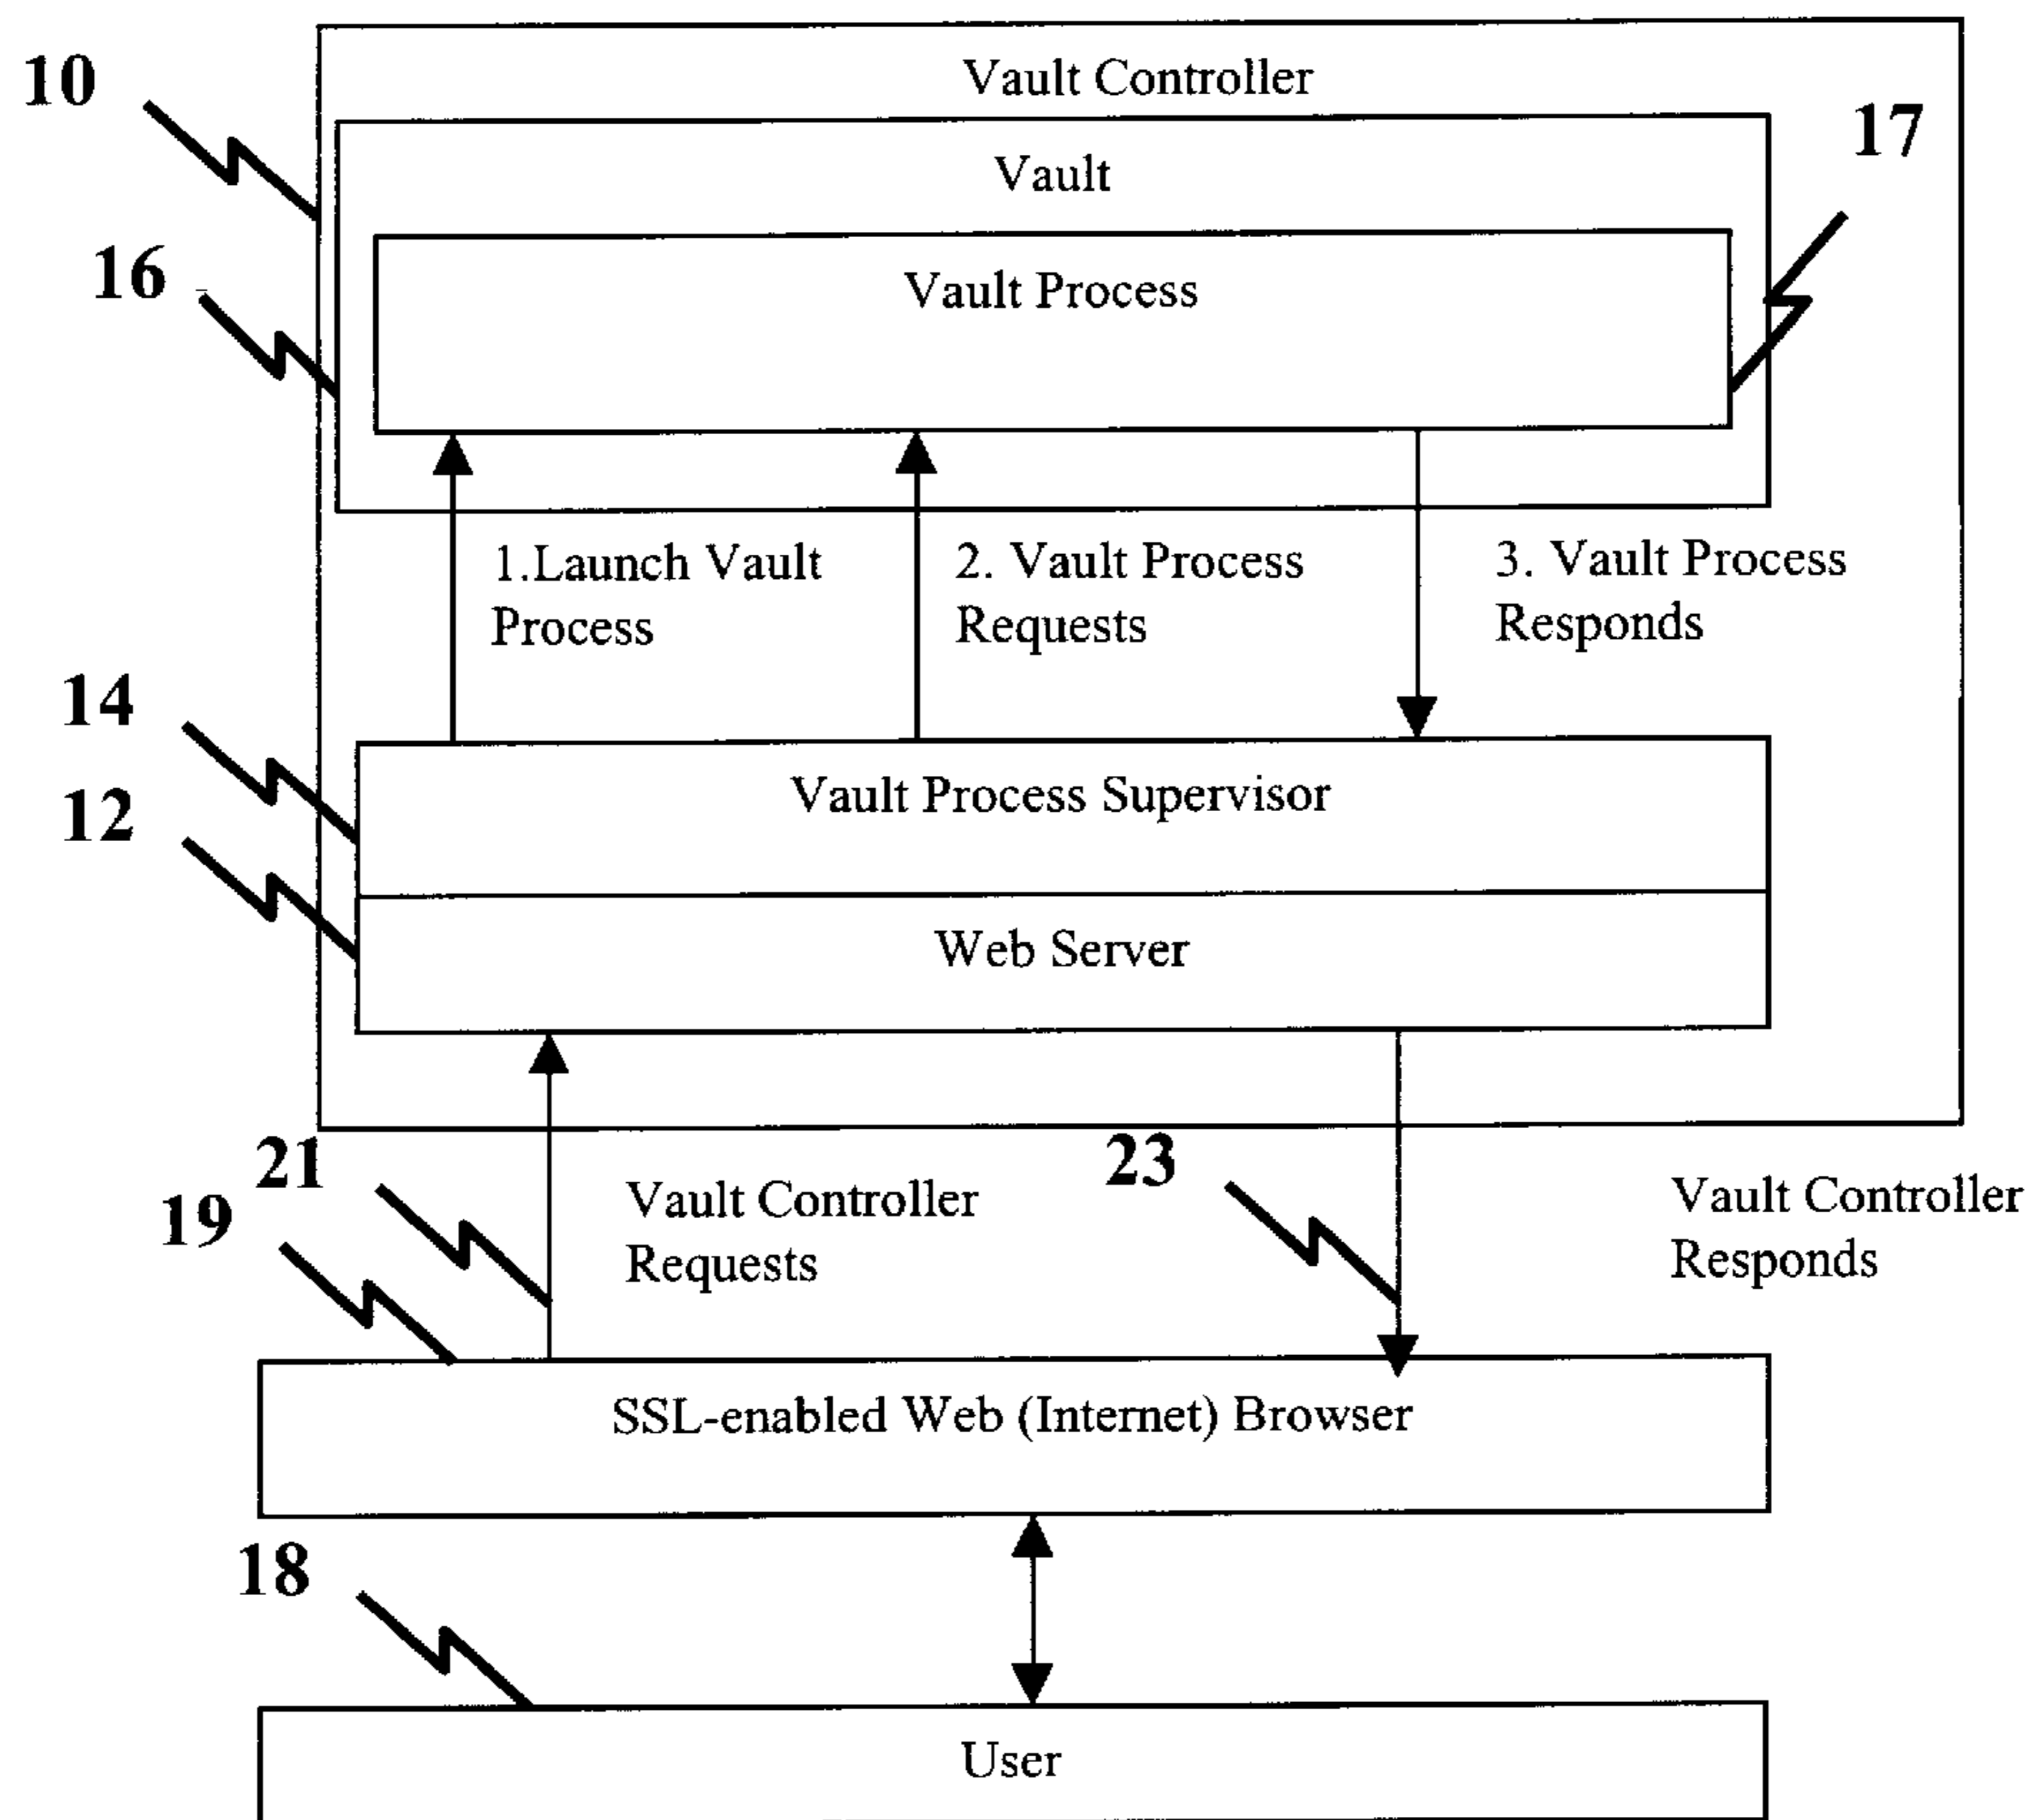 Vault Controller
10
17
Vault
16
Vault Process
1.Launch Vault
Process
2. Vault Process
Requests
3. Vault Process
Responds
14
Vault Process Supervisor
12
Web Server
21
23
19
Vault Controller
Requests
Vault Controller
Responds
SSL-enabled Web (Internet) Browser
18
User